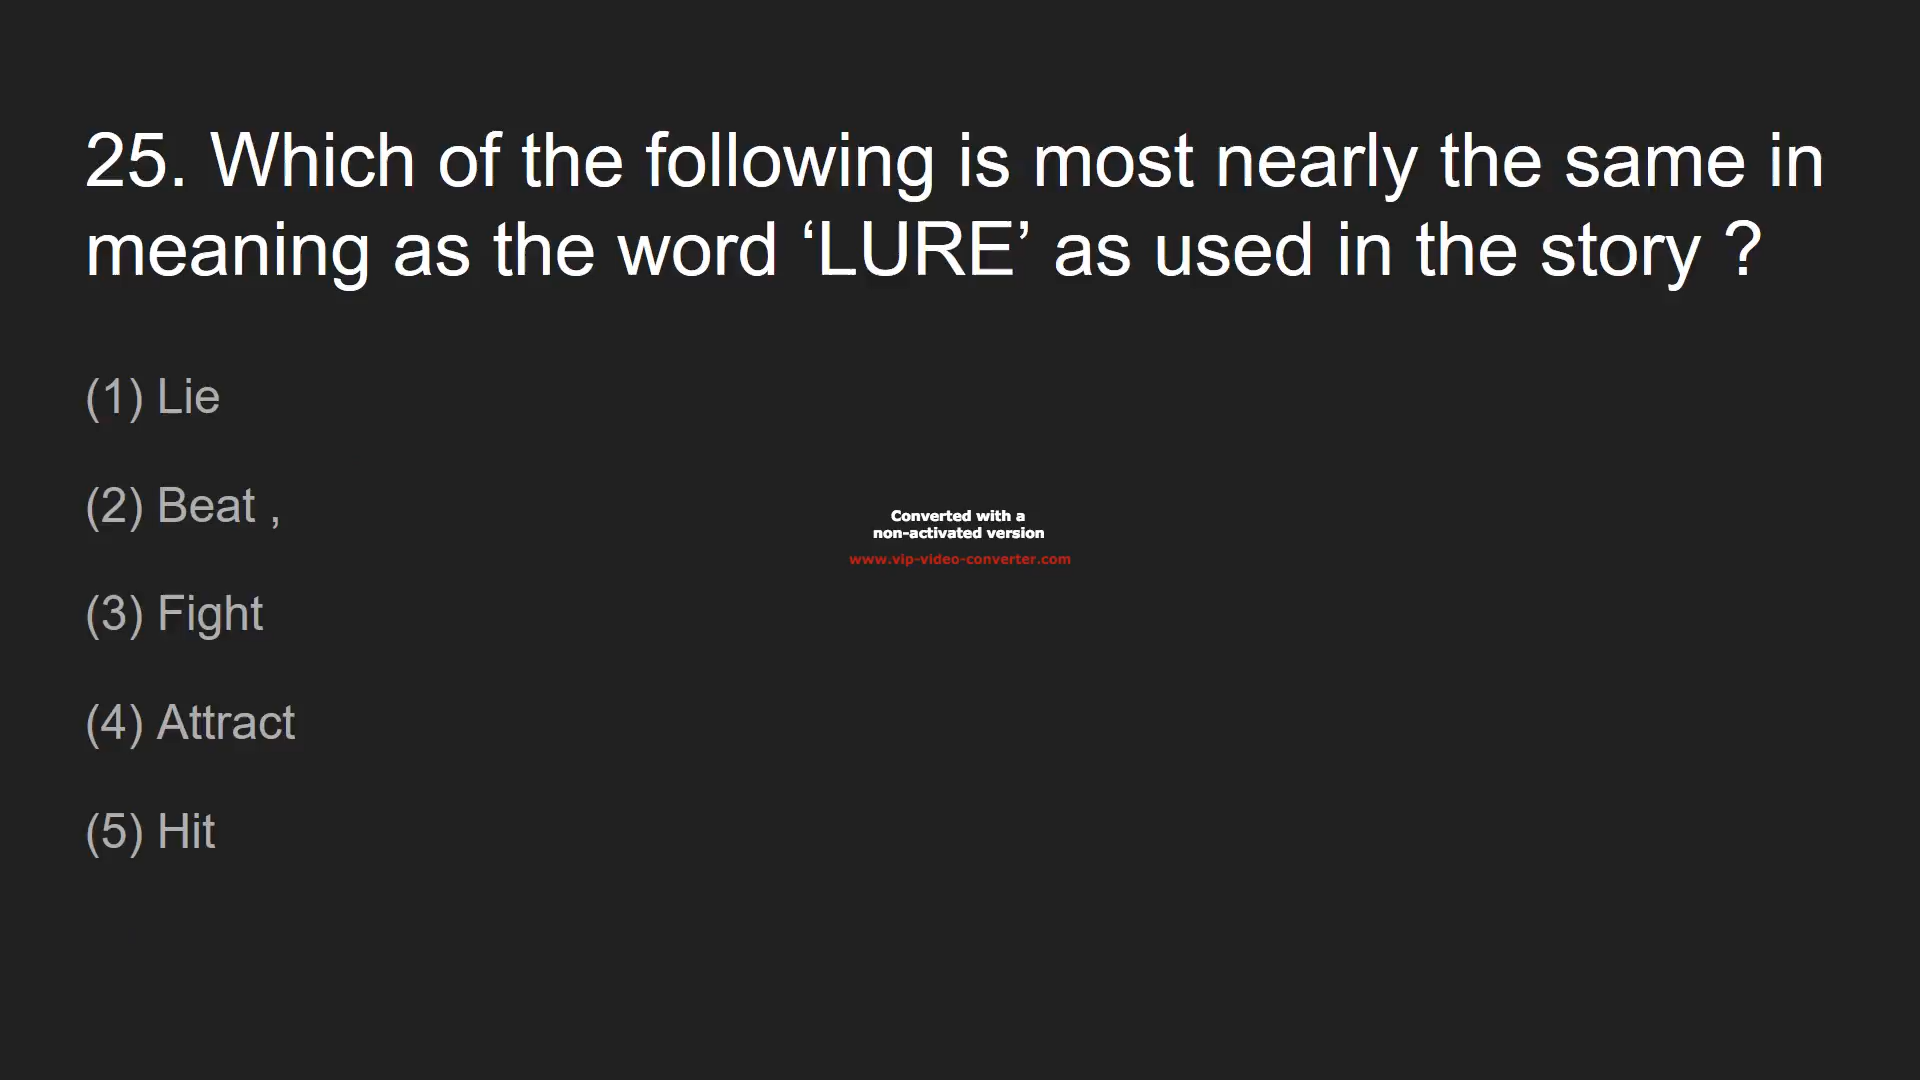 25. Which of the following is most nearly the same in
meaning as the word ‘LURE’ as used in the story ?
(1) Lie
(2) Beat ,
(3) Fight
(4) Attract
(5) Hit
Converted with a
non-activated version
www.vip-video-converter.com